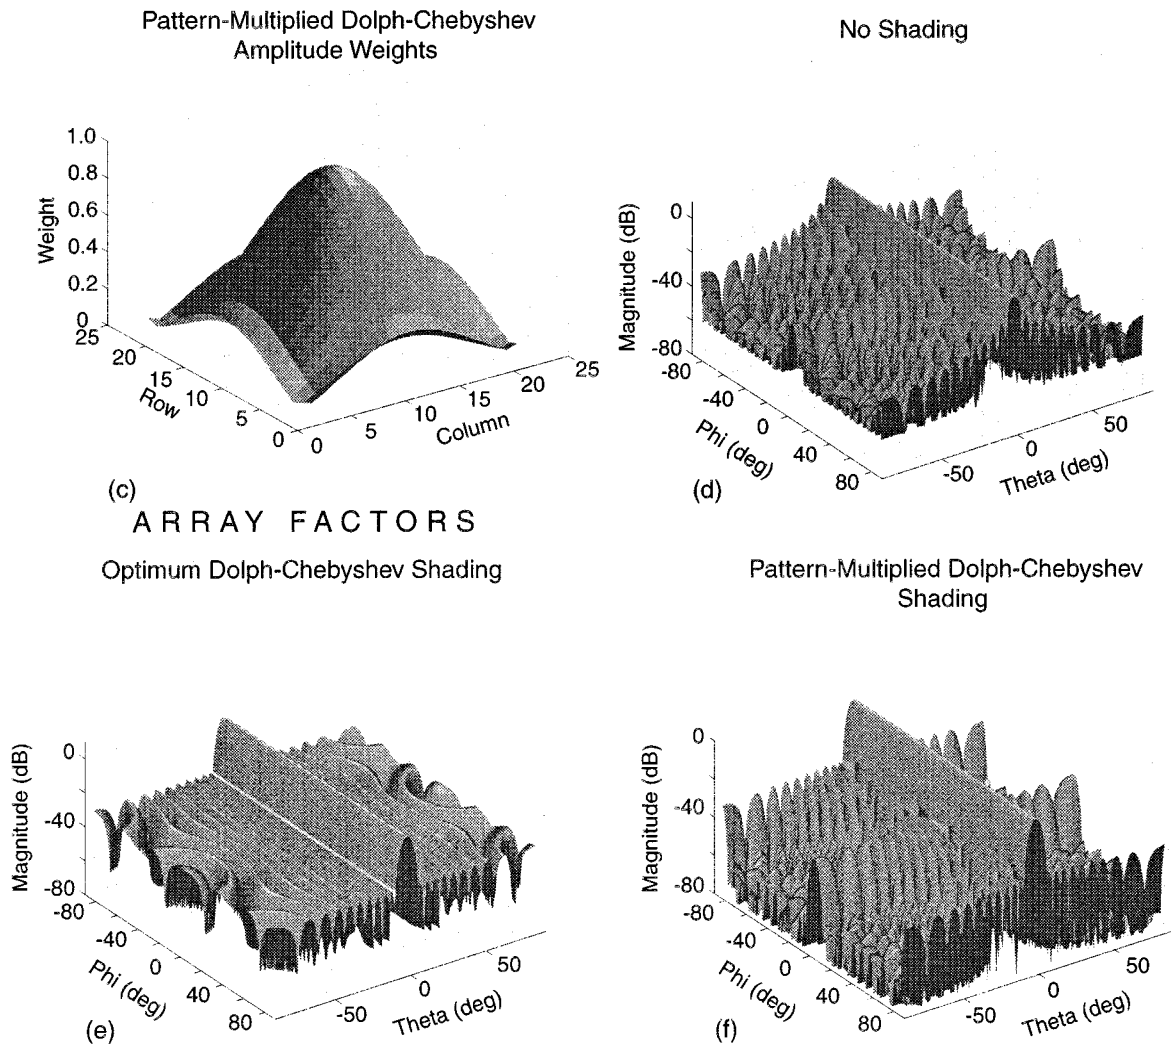 Pattern-Multiplied Dolph-Chebyshev
Amplitude Weights
1.0
0.8
0.6
0.4
0.2
0
Weight
25
20
15
10
5
0
Row
0
5
10
15
20
25
Column
(c)
No Shading
0
-40
-80
Magnitude (dB)
-80
-40
0
40
80
Phi (deg)
-50
0
50
Theta (deg)
(d)
ARRAY FACTORS
Optimum Dolph-Chebyshev Shading
0
-40
-80
Magnitude (dB)
-80
-40
0
40
80
Phi (deg)
-50
0
50
Theta (deg)
(e)
Pattern-Multiplied Dolph-Chebyshev
Shading
0
-40
-80
Magnitude (dB)
-80
-40
0
40
80
Phi (deg)
-50
0
50
Theta (deg)
(f)